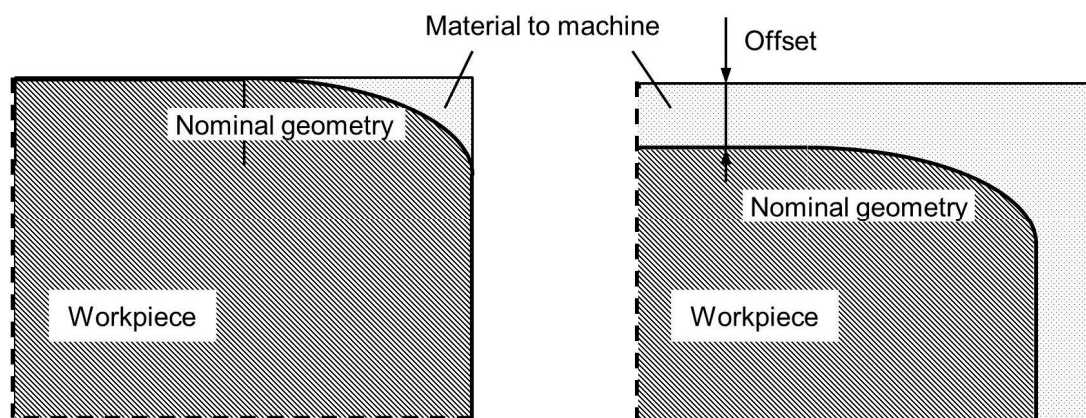 Material to machine
Offset
Nominal geometry
Nominal geometry
Workpiece
Workpiece